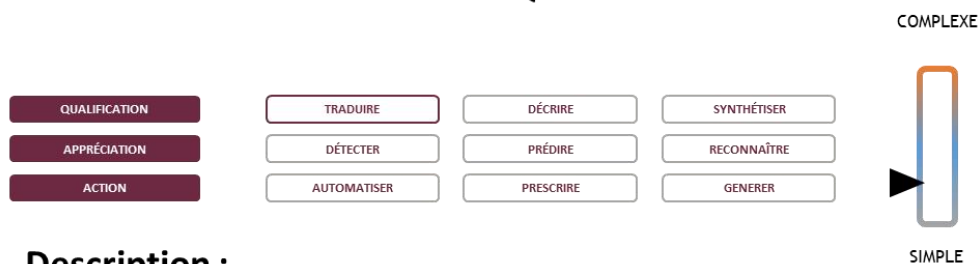 COMPLEXE
QUALIFICATION TRADUIRE DÉCRIRE SYNTHÉTISER
APPRÉCIATION DÉTECTER PRÉDIRE RECONNAÎTRE
ACTION AUTOMATISER PRESCRIRE GENERER
Description :
SIMPLE